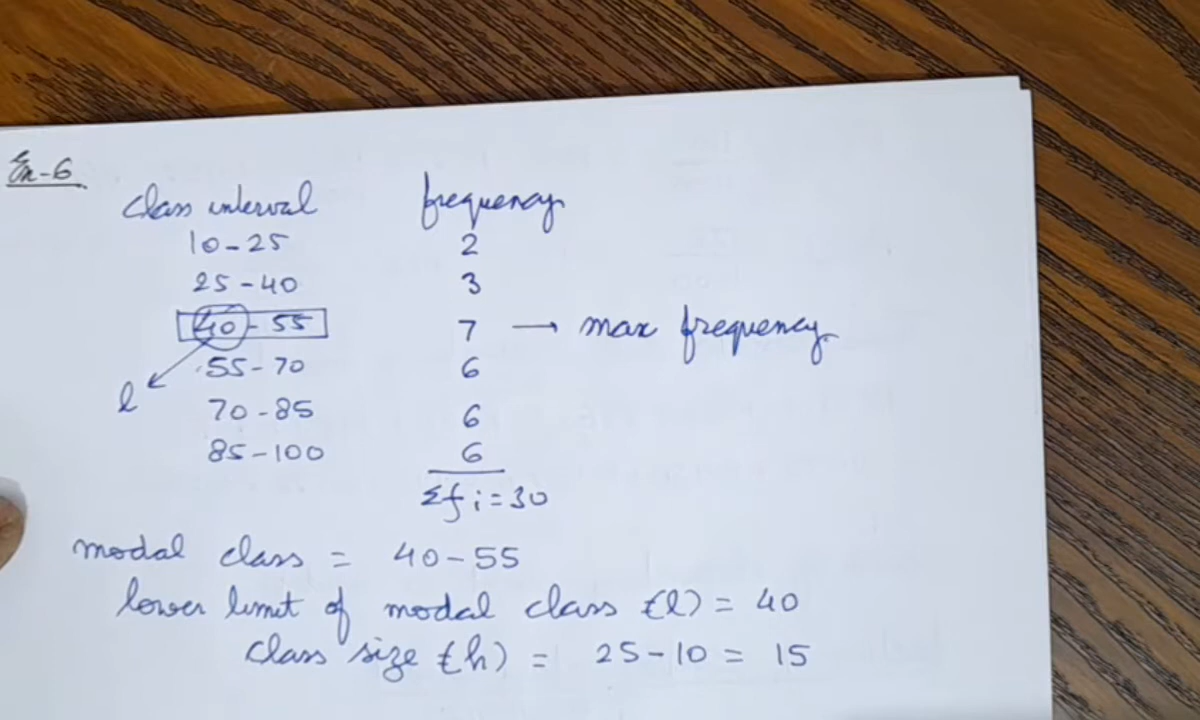 Ex-6
class interval frequency
10-25 2
25-40 3
40-55 7 → max frequency
l 55-70 6
70-85 6
85-100 6
Σfi=30
modal class = 40-55
lower limit of modal class (l) = 40
class size (h) = 25-10 = 15